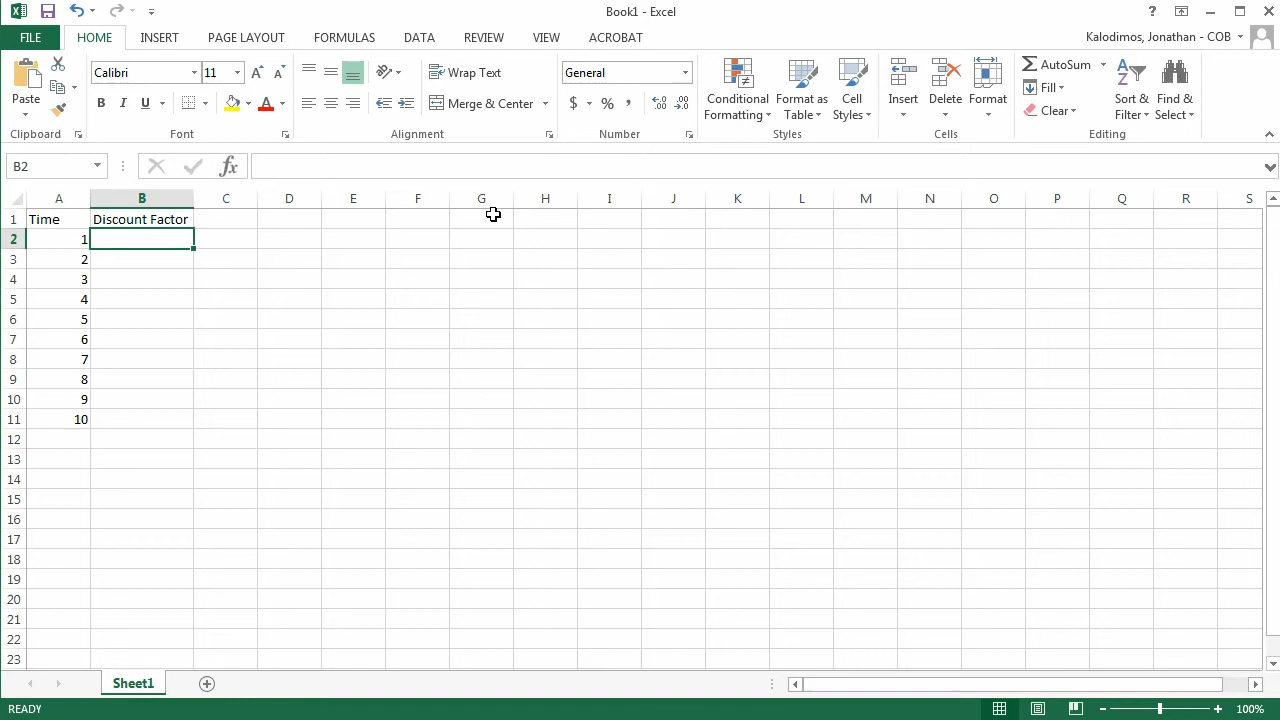 Book1 - Excel
?
Kalodimos, Jonathan - COB
FILE HOME INSERT PAGE LAYOUT FORMULAS DATA REVIEW VIEW ACROBAT
Paste
Calibri 11
B I U A
Wrap Text
Merge & Center
General
$ % ,
Conditional Formatting
Format as Table
Cell Styles
Insert
Delete
Format
AutoSum
Fill
Clear
Sort & Filter
Find & Select
Clipboard Font Alignment Number Styles Cells Editing
B2 fx
A B C D E F G H I J K L M N O P Q R S
1 Time Discount Factor
2 1
3 2
4 3
5 4
6 5
7 6
8 7
9 8
10 9
11 10
12
13
14
15
16
17
18
19
20
21
22
23
Sheet1
READY 100%